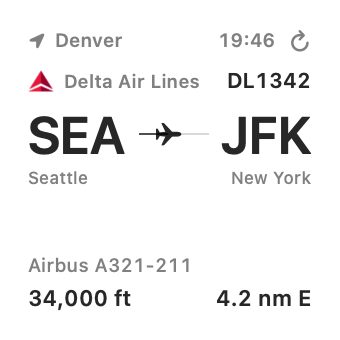 Denver 19:46
Delta Air Lines DL1342
SEA JFK
Seattle New York
Airbus A321-211
34,000 ft 4.2 nm E